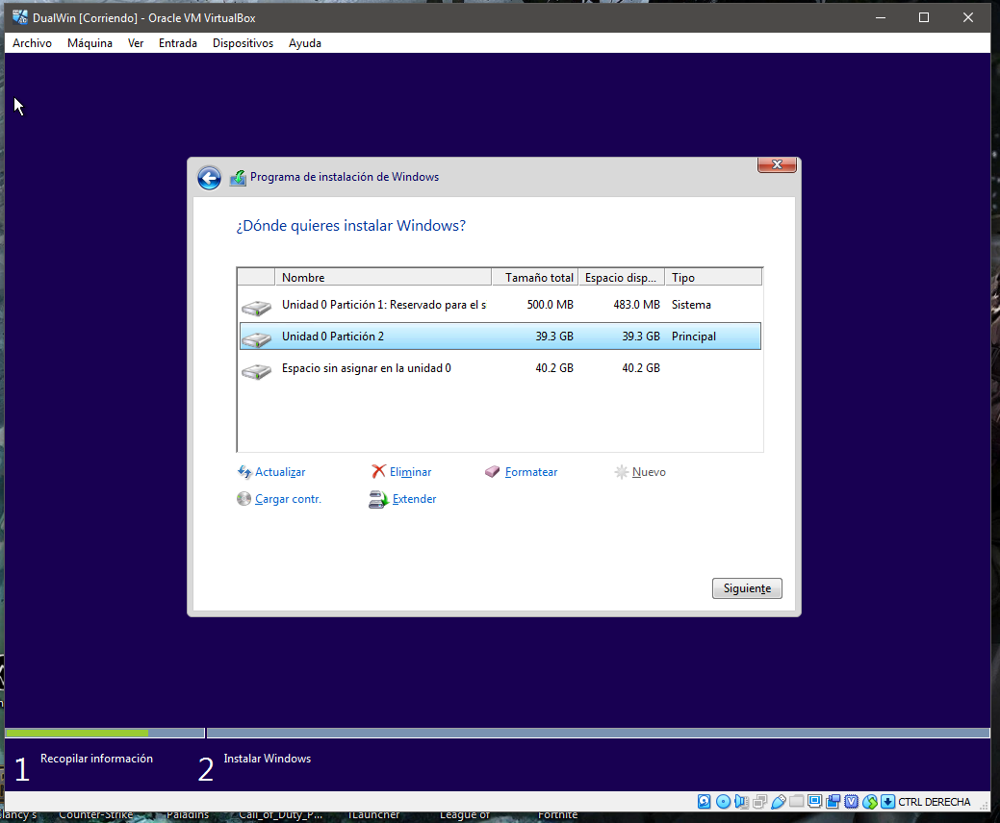 DualWin [Corriendo] - Oracle VM VirtualBox
Archivo Máquina Ver Entrada Dispositivos Ayuda
Programa de instalación de Windows
¿Dónde quieres instalar Windows?
Nombre Tamaño total Espacio disp... Tipo
Unidad 0 Partición 1: Reservado para el s 500.0 MB 483.0 MB Sistema
Unidad 0 Partición 2 39.3 GB 39.3 GB Principal
Espacio sin asignar en la unidad 0 40.2 GB 40.2 GB
Actualizar Eliminar Formatear Nuevo
Cargar contr. Extender
Siguiente
1 Recopilar información 2 Instalar Windows
CTRL DERECHA
lancy's Counter-Strike Paladins Call_of_Duty_P... TLauncher League of Fortnite